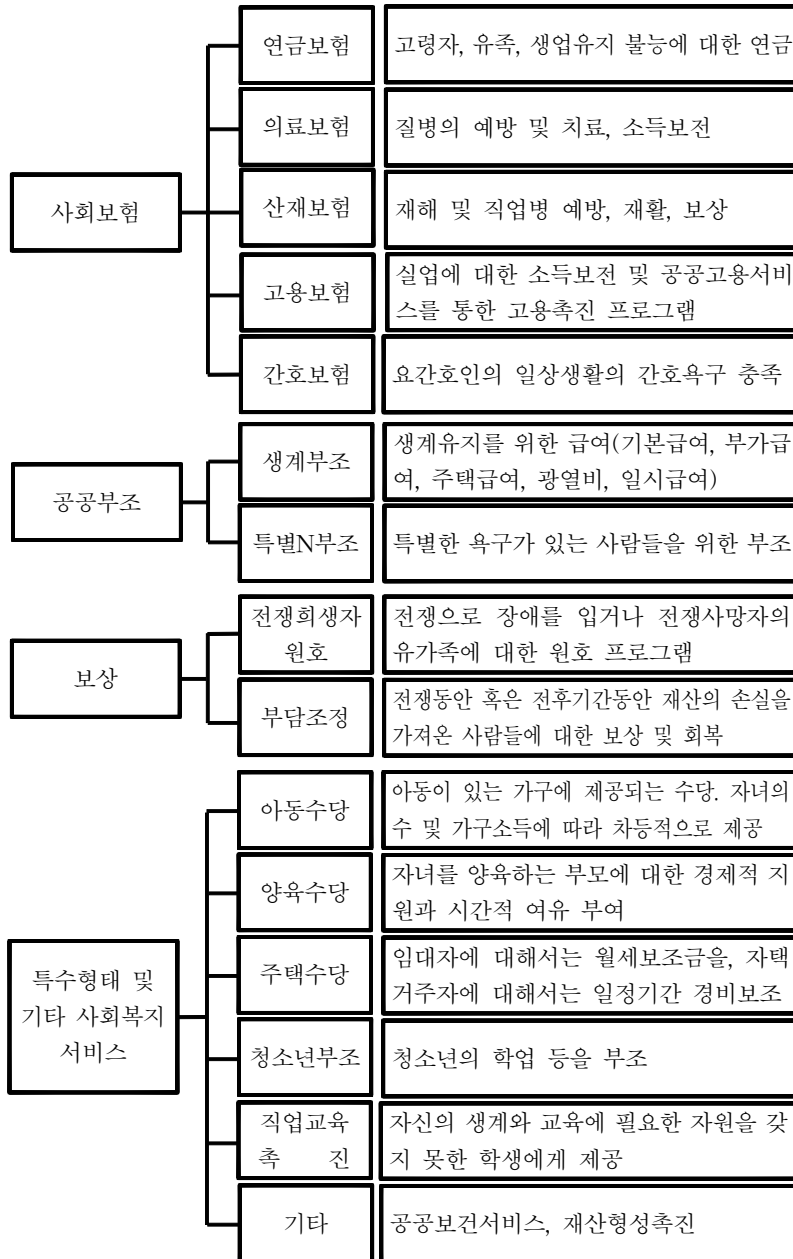 사회보험
연금보험
고령자, 유족, 생업유지 불능에 대한 연금
의료보험
질병의 예방 및 치료, 소득보전
산재보험
재해 및 직업병 예방, 재활, 보상
고용보험
실업에 대한 소득보전 및 공공고용서비
스를 통한 고용촉진 프로그램
간호보험
요간호인의 일상생활의 간호욕구 충족
공공부조
생계부조
생계유지를 위한 급여(기본급여, 부가급
여, 주택급여, 광열비, 일시급여)
특별N부조
특별한 욕구가 있는 사람들을 위한 부조
보상
전쟁희생자
원호
전쟁으로 장애를 입거나 전쟁사망자의
유가족에 대한 원호 프로그램
부담조정
전쟁동안 혹은 전후기간동안 재산의 손실을
가져온 사람들에 대한 보상 및 회복
특수형태 및
기타 사회복지
서비스
아동수당
아동이 있는 가구에 제공되는 수당. 자녀의
수 및 가구소득에 따라 차등적으로 제공
양육수당
자녀를 양육하는 부모에 대한 경제적 지
원과 시간적 여유 부여
주택수당
임대자에 대해서는 월세보조금을, 자택
거주자에 대해서는 일정기간 경비보조
청소년부조
청소년의 학업 등을 부조
직업교육
촉 진
자신의 생계와 교육에 필요한 자원을 갖
지 못한 학생에게 제공
기타
공공보건서비스, 재산형성촉진